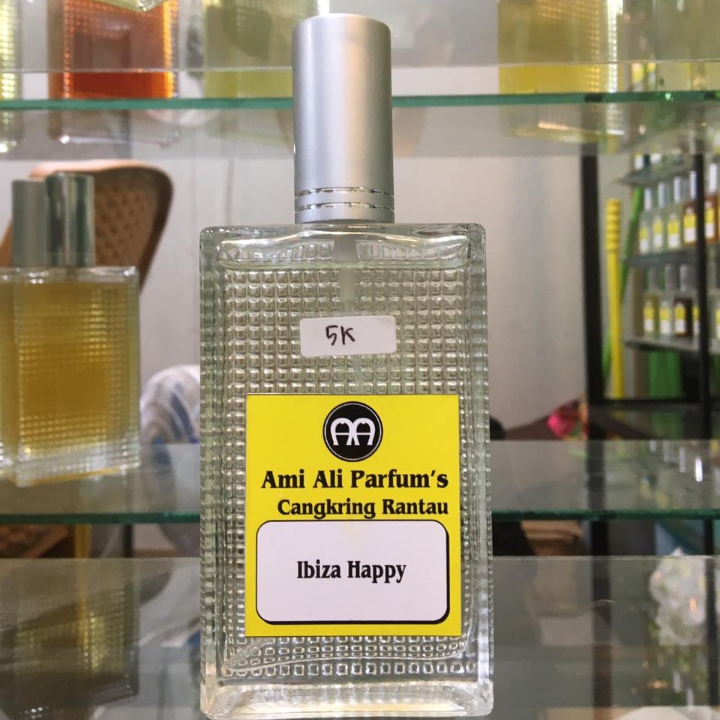 5K
AA
Ami Ali Parfum's
Cangkring Rantau
Ibiza Happy